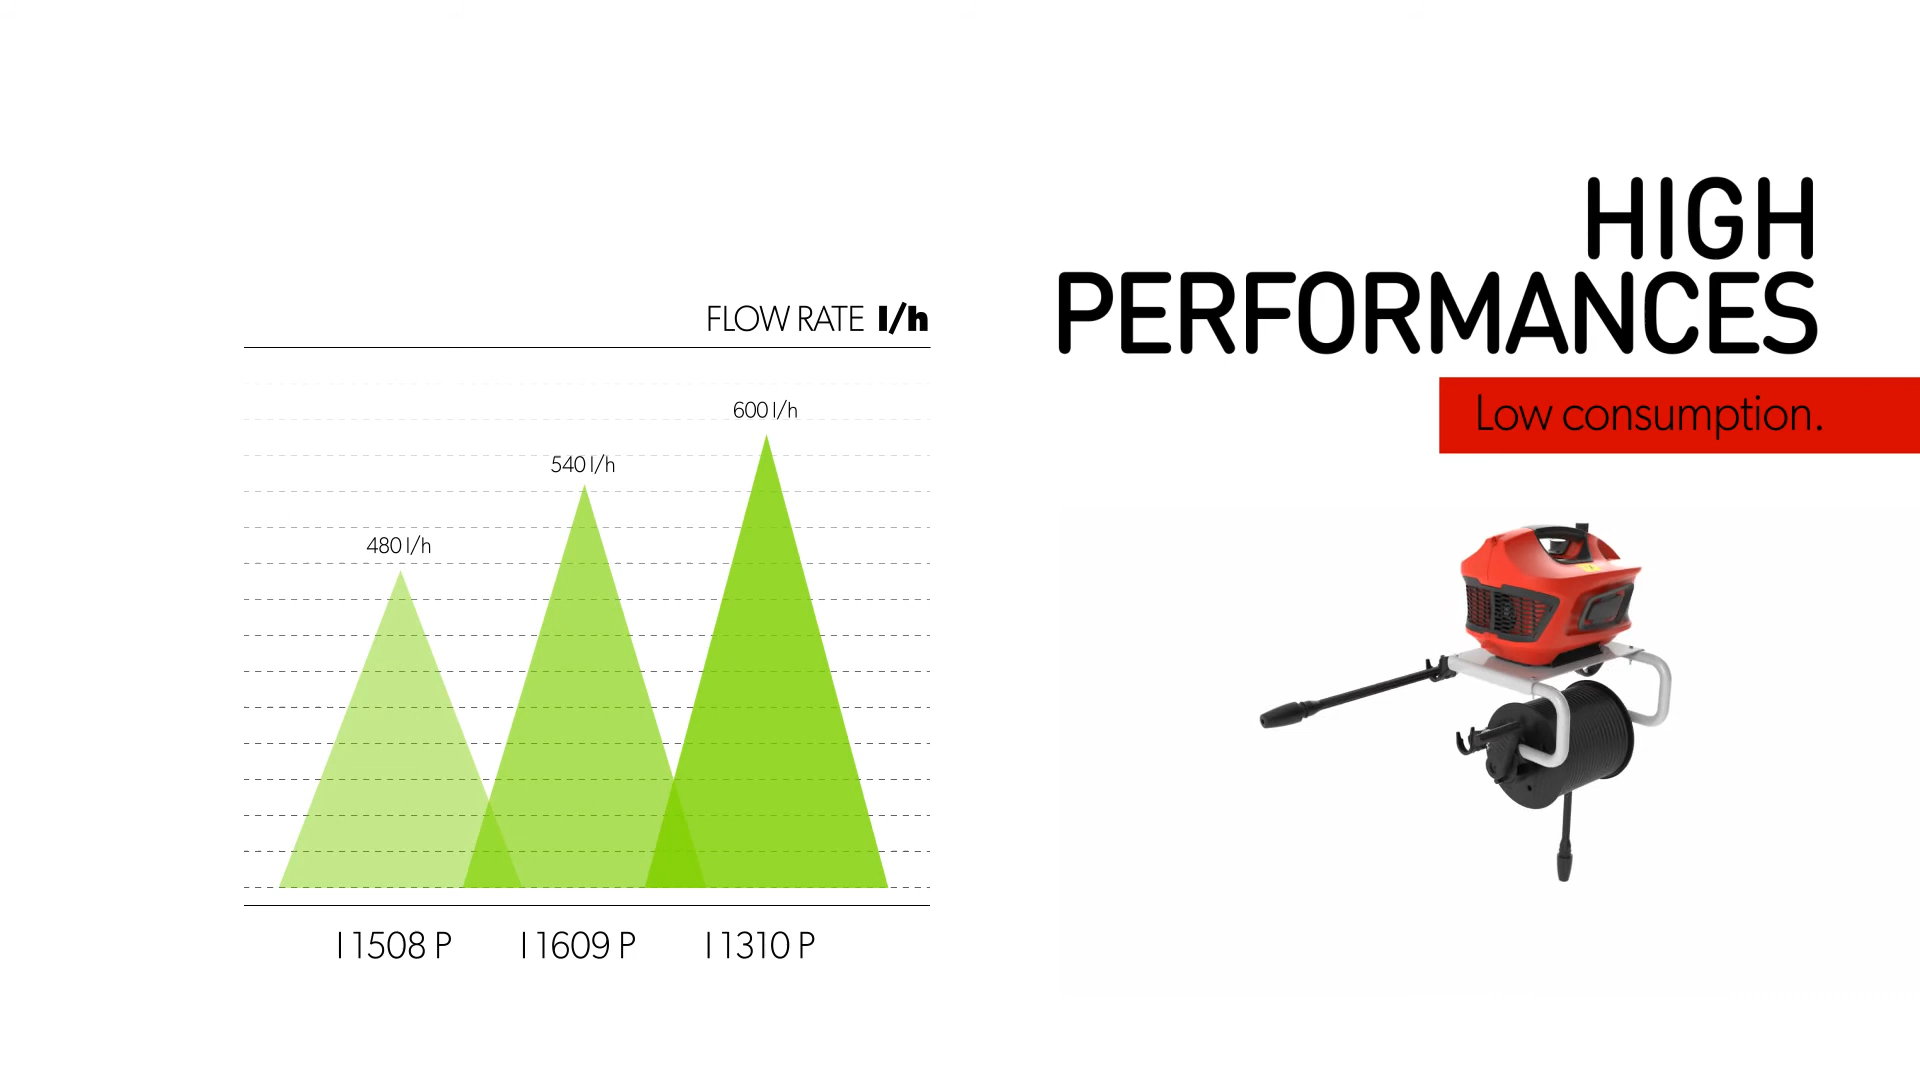 HIGH
PERFORMANCES
Low consumption.
FLOW RATE l/h
600 l/h
540 l/h
480 l/h
I 1508 P
I 1609 P
I 1310 P